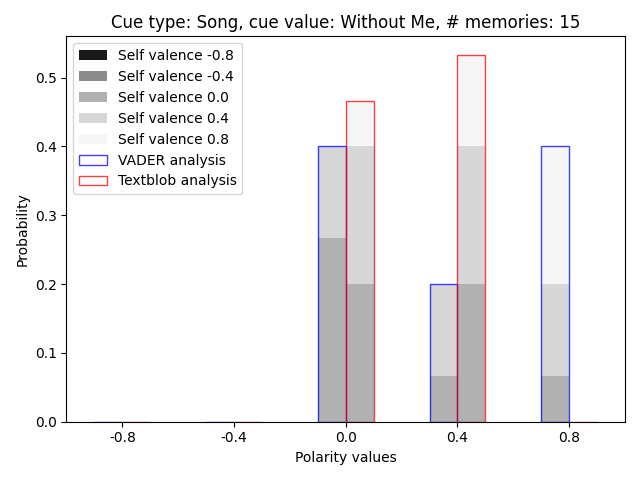 Cue type: Song, cue value: Without Me, # memories: 15
Self valence -0.8
Self valence -0.4
Self valence 0.0
Self valence 0.4
Self valence 0.8
VADER analysis
Textblob analysis
Probability
0.5
0.4
0.3
0.2
0.1
0.0
-0.8 -0.4 0.0 0.4 0.8
Polarity values